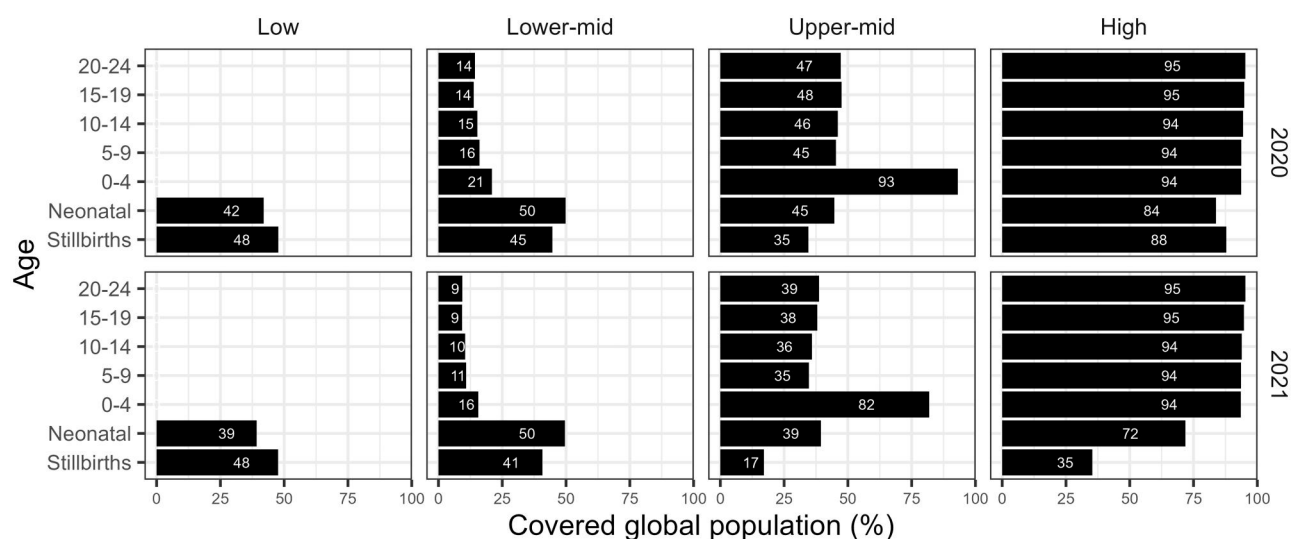 Low Lower-mid Upper-mid High
Age
2020
20-24 14 47 95
15-19 14 48 95
10-14 15 46 94
5-9 16 45 94
0-4 21 93 94
Neonatal 42 50 45 84
Stillbirths 48 45 35 88
2021
20-24 9 39 95
15-19 9 38 95
10-14 10 36 94
5-9 11 35 94
0-4 16 82 94
Neonatal 39 50 39 72
Stillbirths 48 41 17 35
0 25 50 75 100 0 25 50 75 100 0 25 50 75 100 0 25 50 75 100
Covered global population (%)